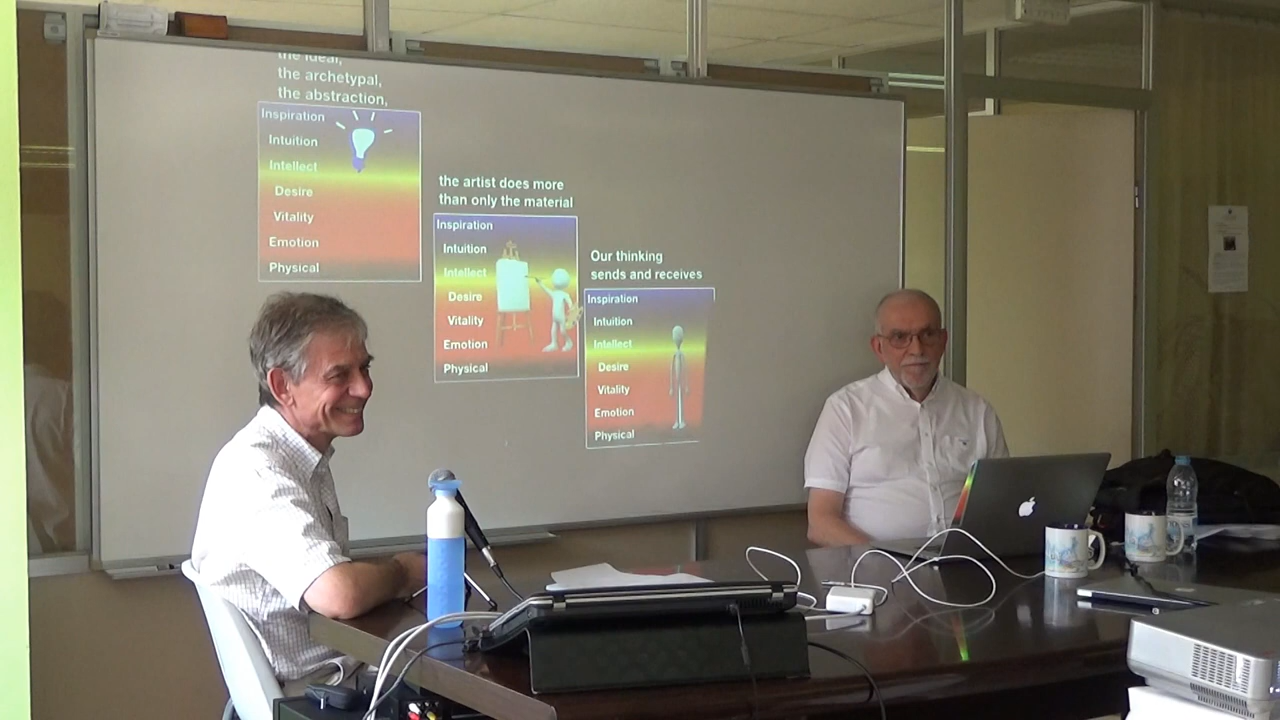 the ideal,
the archetypal,
the abstraction,
Inspiration
Intuition
Intellect
Desire
Vitality
Emotion
Physical
the artist does more
than only the material
Inspiration
Intuition
Intellect
Desire
Vitality
Emotion
Physical
Our thinking
sends and receives
Inspiration
Intuition
Intellect
Desire
Vitality
Emotion
Physical